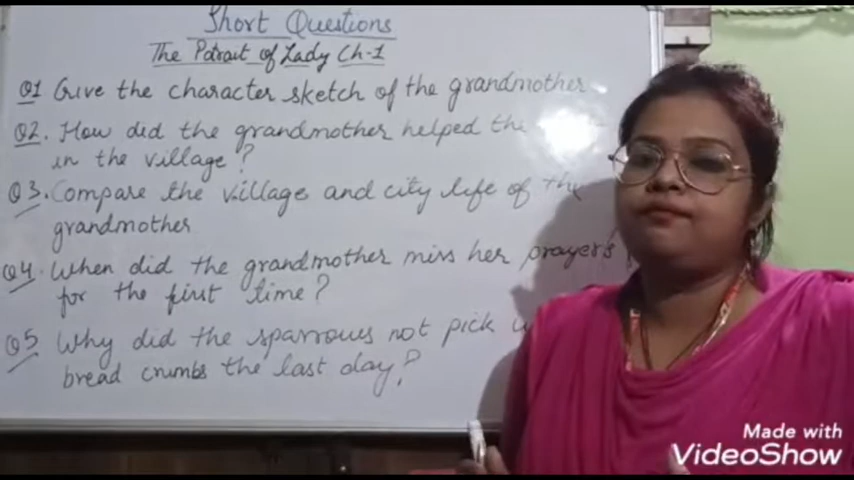 Short Questions
The Potrait of Lady Ch-1
Q1 Give the character sketch of the grandmother
Q2. How did the grandmother helped the
in the village?
Q3. Compare the village and city life of the
grandmother
Q4. When did the grandmother miss her prayer's
for the first time?
Q5 Why did the sparrows not pick
bread crumbs the last day?
Made with
VideoShow